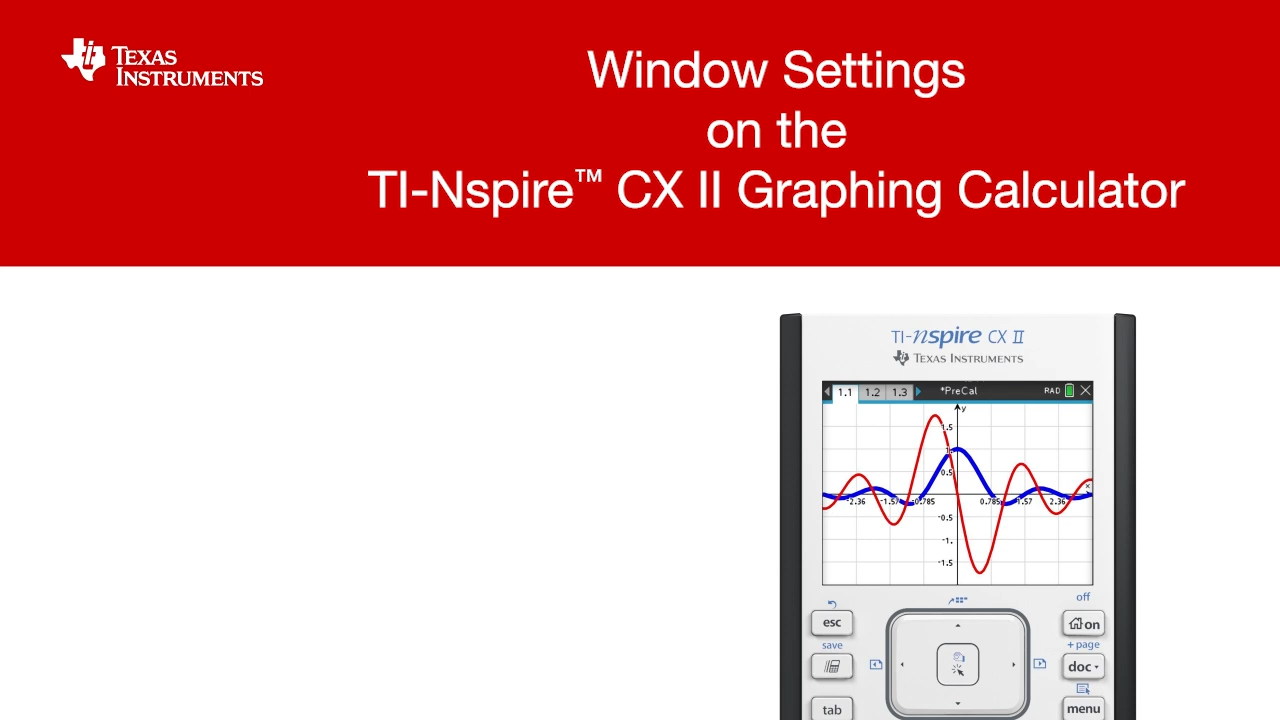 TEXAS
INSTRUMENTS
Window Settings
on the
TI-Nspire™ CX II Graphing Calculator
TI-nspire CX II
TEXAS INSTRUMENTS
1.1 1.2 1.3 *PreCal RAD
y
1.5
1
0.5
x
-2.36 -1.57 -0.785 0.785 1.57 2.36
-0.5
-1.
-1.5
off
esc
on
save
+ page
doc
tab
menu